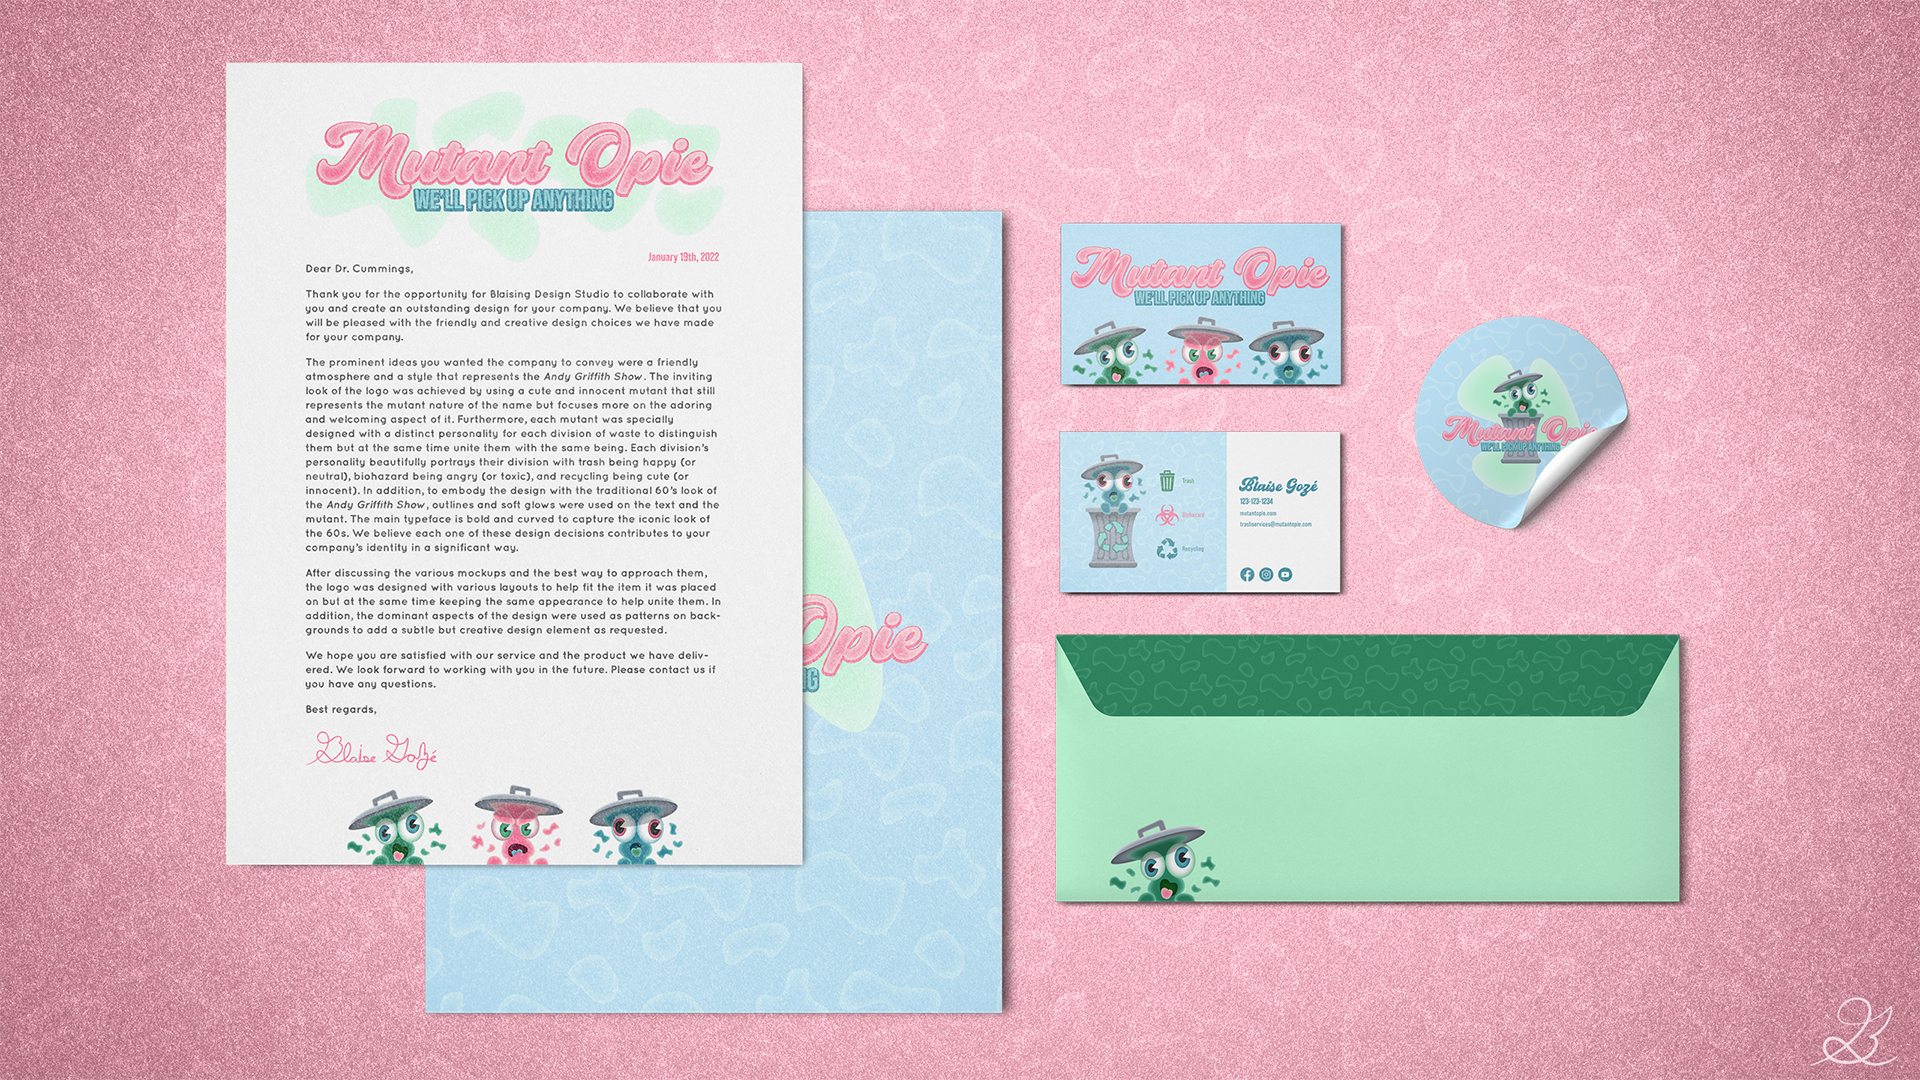 Mutant Opie
WE'LL PICK UP ANYTHING
January 19th, 2022
Dear Dr. Cummings,
Thank you for the opportunity for Blaising Design Studio to collaborate with
you and create an outstanding design for your company. We believe that you
will be pleased with the friendly and creative design choices we have made
for your company.
The prominent ideas you wanted the company to convey were a friendly
atmosphere and a style that represents the Andy Griffith Show. The inviting
look of the logo was achieved by using a cute and innocent mutant that still
represents the mutant nature of the name but focuses more on the adoring
and welcoming aspect of it. Furthermore, each mutant was specially
designed with a distinct personality for each division of waste to distinguish
them but at the same time unite them with the same being. Each division's
personality beautifully portrays their division with trash being happy (or
neutral), biohazard being angry (or toxic), and recycling being cute (or
innocent). In addition, to embody the design with the traditional 60's look of
the Andy Griffith Show, outlines and soft glows were used on the text and the
mutant. The main typeface is bold and curved to capture the iconic look of
the 60s. We believe each one of these design decisions contributes to your
company's identity in a significant way.
After discussing the various mockups and the best way to approach them,
the logo was designed with various layouts to help fit the item it was placed
on but at the same time keeping the same appearance to help unite them. In
addition, the dominant aspects of the design were used as patterns on back-
grounds to add a subtle but creative design element as requested.
We hope you are satisfied with our service and the product we have deliv-
ered. We look forward to working with you in the future. Please contact us if
you have any questions.
Best regards,
Blaise Gozé
Opie
NG
Mutant Opie
WE'LL PICK UP ANYTHING
Trash
Biohazard
Recycling
Blaise Gozé
123-123-1234
mutantopie.com
trashservices@mutantopie.com
Mutant Opie
WE'LL PICK UP ANYTHING